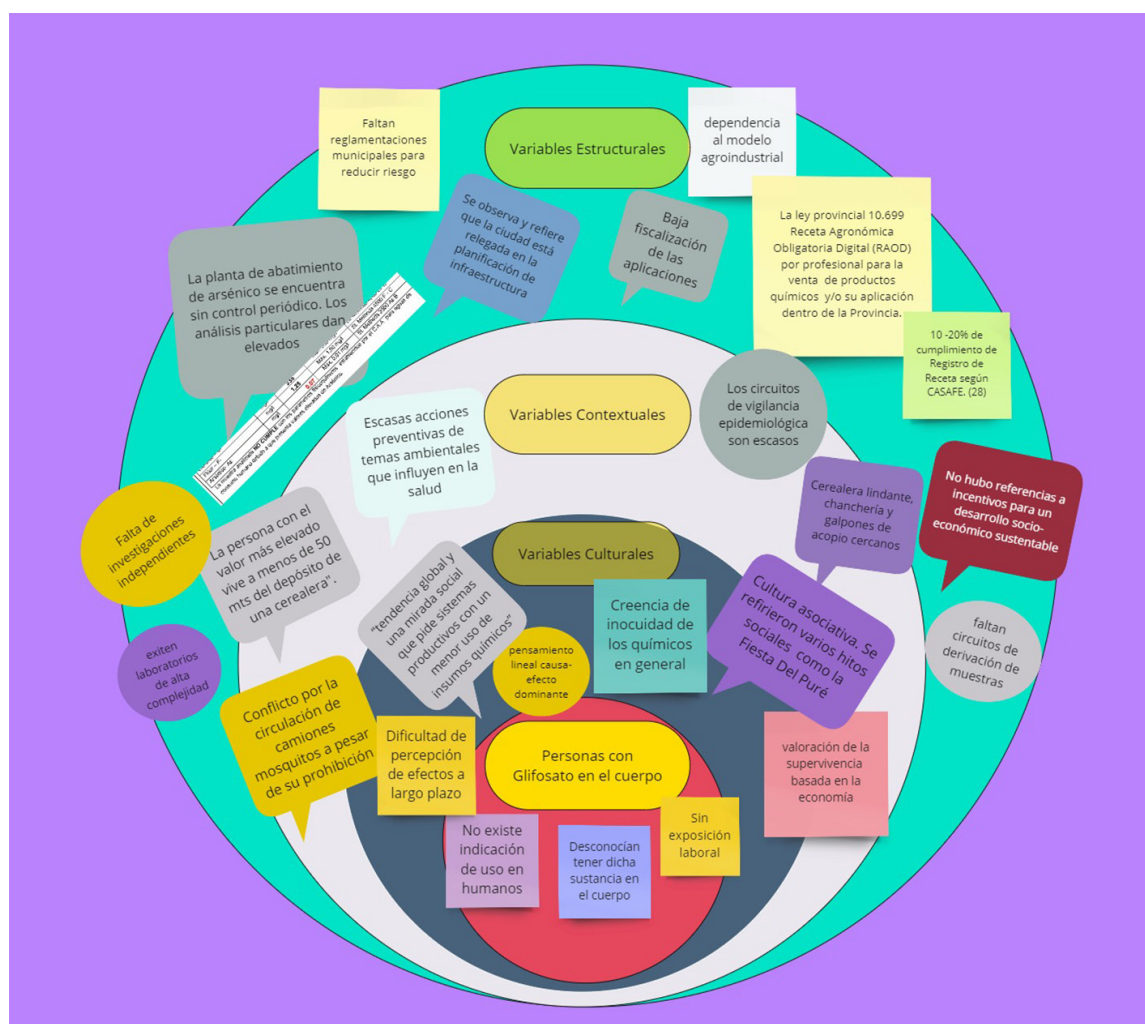 Faltan
reglamentaciones
municipales para
reducir riesgo
Variables Estructurales
dependencia
al modelo
agroindustrial
Se observa y refiere
que la ciudad está
relegada en la
planificación de
infraestructura
Baja
fiscalización
de las
aplicaciones
La ley provincial 10.699
Receta Agronómica
Obligatoria Digital (RAOD)
por profesional para la
venta de productos
químicos y/o su aplicación
dentro de la Provincia.
La planta de abatimiento
de arsénico se encuentra
sin control periódico. Los
análisis particulares dan
elevados
10 -20% de
cumplimiento de
Registro de
Receta según
CASAFE. (28)
Escasas acciones
preventivas de
temas ambientales
que influyen en la
salud
Variables Contextuales
Los circuitos
de vigilancia
epidemiológica
son escasos
Falta de
investigaciones
independientes
La persona con el
valor más elevado
vive a menos de 50
mts del depósito de
una cerealera".
Cerealera lindante,
chanchería y
galpones de
acopio cercanos
No hubo referencias a
incentivos para un
desarrollo socio-
económico sustentable
Variables Culturales
"tendencia global y
una mirada social
que pide sistemas
productivos con un
menor uso de
insumos químicos"
Creencia de
inocuidad de
los químicos
en general
Cultura asociativa. Se
refirieron varios hitos
sociales como la
Fiesta Del Puré
faltan
circuitos de
derivación de
muestras
exiten
laboratorios
de alta
complejidad
pensamiento
lineal causa-
efecto
dominante
Conflicto por la
circulación de
camiones
mosquitos a pesar
de su prohibición
Dificultad de
percepción
de efectos a
largo plazo
Personas con
Glifosato en el cuerpo
valoración de la
supervivencia
basada en la
economía
No existe
indicación
de uso en
humanos
Desconocían
tener dicha
sustancia en
el cuerpo
Sin
exposición
laboral